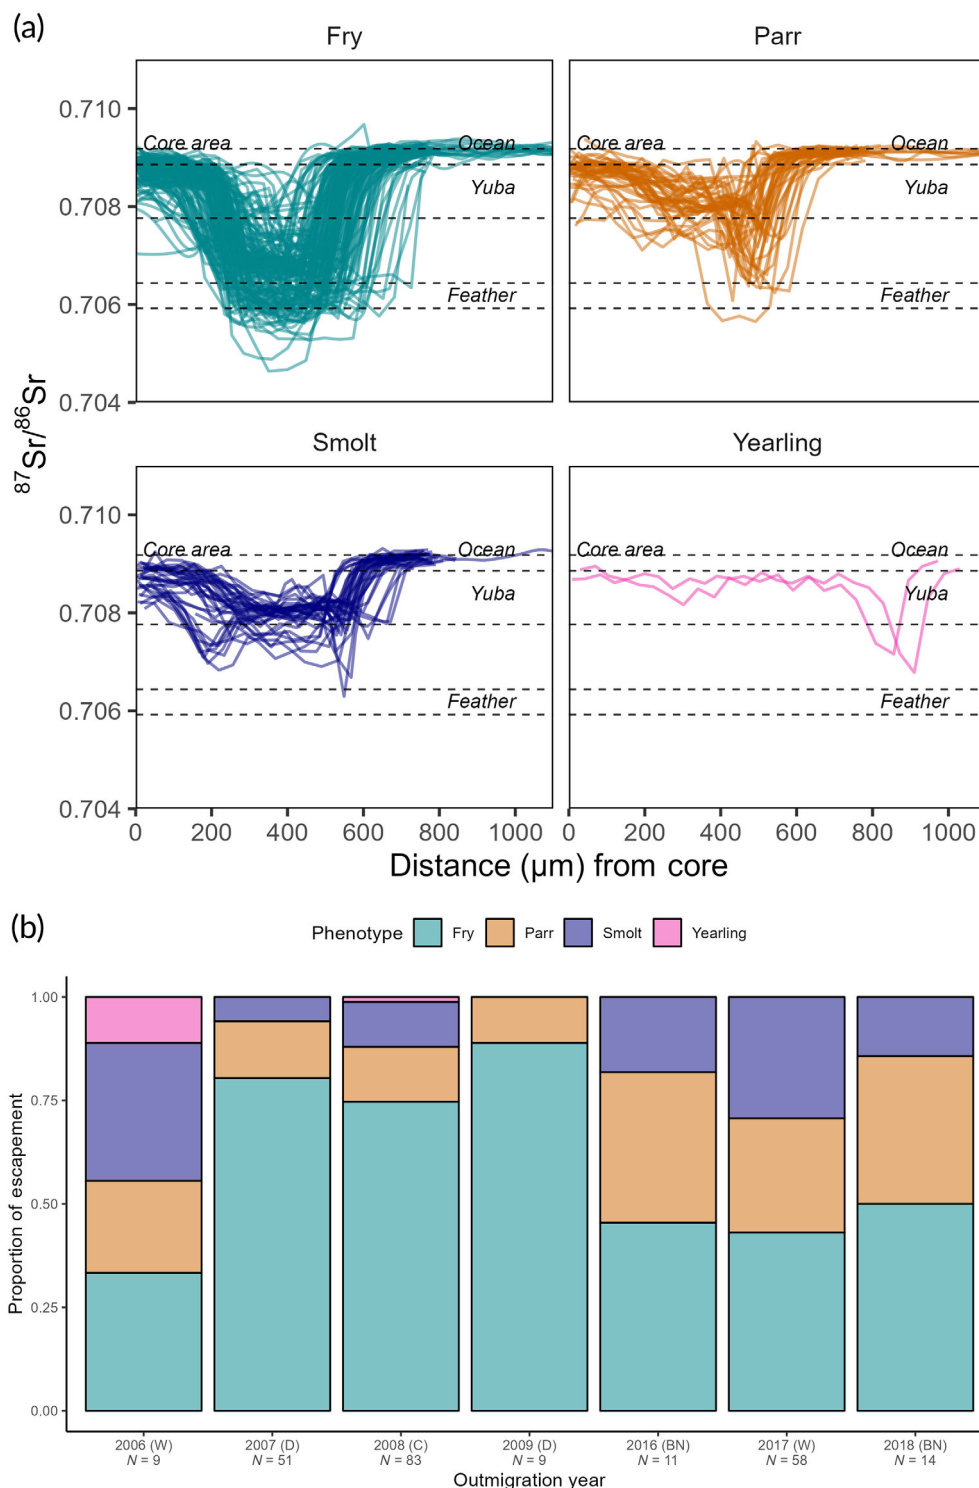 (a)
Fry
Parr
0.710
0.708
0.706
0.704
Core area
Ocean
Yuba
Feather
Core area
Ocean
Yuba
Feather
⁸⁷Sr/⁸⁶Sr
Smolt
Yearling
0.710
0.708
0.706
0.704
Core area
Ocean
Yuba
Feather
Core area
Ocean
Yuba
Feather
0 200 400 600 800 1000
0 200 400 600 800 1000
Distance (µm) from core
(b)
Phenotype Fry Parr Smolt Yearling
Proportion of escapement
1.00
0.75
0.50
0.25
0.00
2006 (W) 2007 (D) 2008 (C) 2009 (D) 2016 (BN) 2017 (W) 2018 (BN)
N = 9 N = 51 N = 83 N = 9 N = 11 N = 58 N = 14
Outmigration year